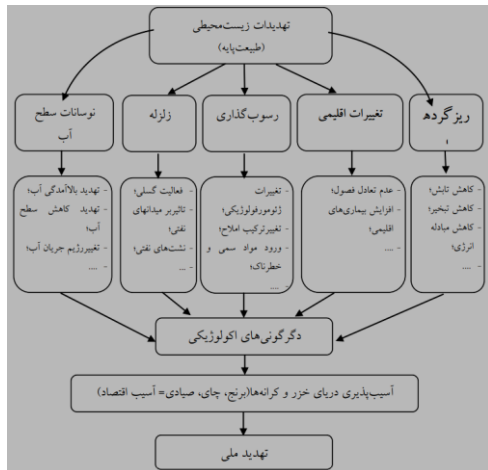 تهدیدات زیست‌محیطی
(طبیعت‌پایه)
ریزگرده
ا
تغییرات اقلیمی
رسوب‌گذاری
زلزله
نوسانات سطح
آب
- کاهش تابش؛
- کاهش تبخیر؛
- کاهش مبادله
انرژی؛
- ....
- عدم تعادل فصول؛
- افزایش بیماری‌های
اقلیمی؛
- ....
- تغییرات
ژئومورفولوژیکی؛
- تغییرترکیب املاح؛
- ورود مواد سمی و
خطرناک؛
- ....
- فعالیت گسلی؛
- تاثیربر میدانهای
نفتی؛
- نشت‌های نفتی؛
- ...
- تهدید بالاآمدگی آب؛
- تهدید کاهش سطح
آب؛
- تغییررژیم جریان آب؛
- ....
دگرگونی‌های اکولوژیکی
آسیب‌پذیری دریای خزر و کرانه‌ها(برنج، چای، صیادی= آسیب اقتصاد)
تهدید ملی